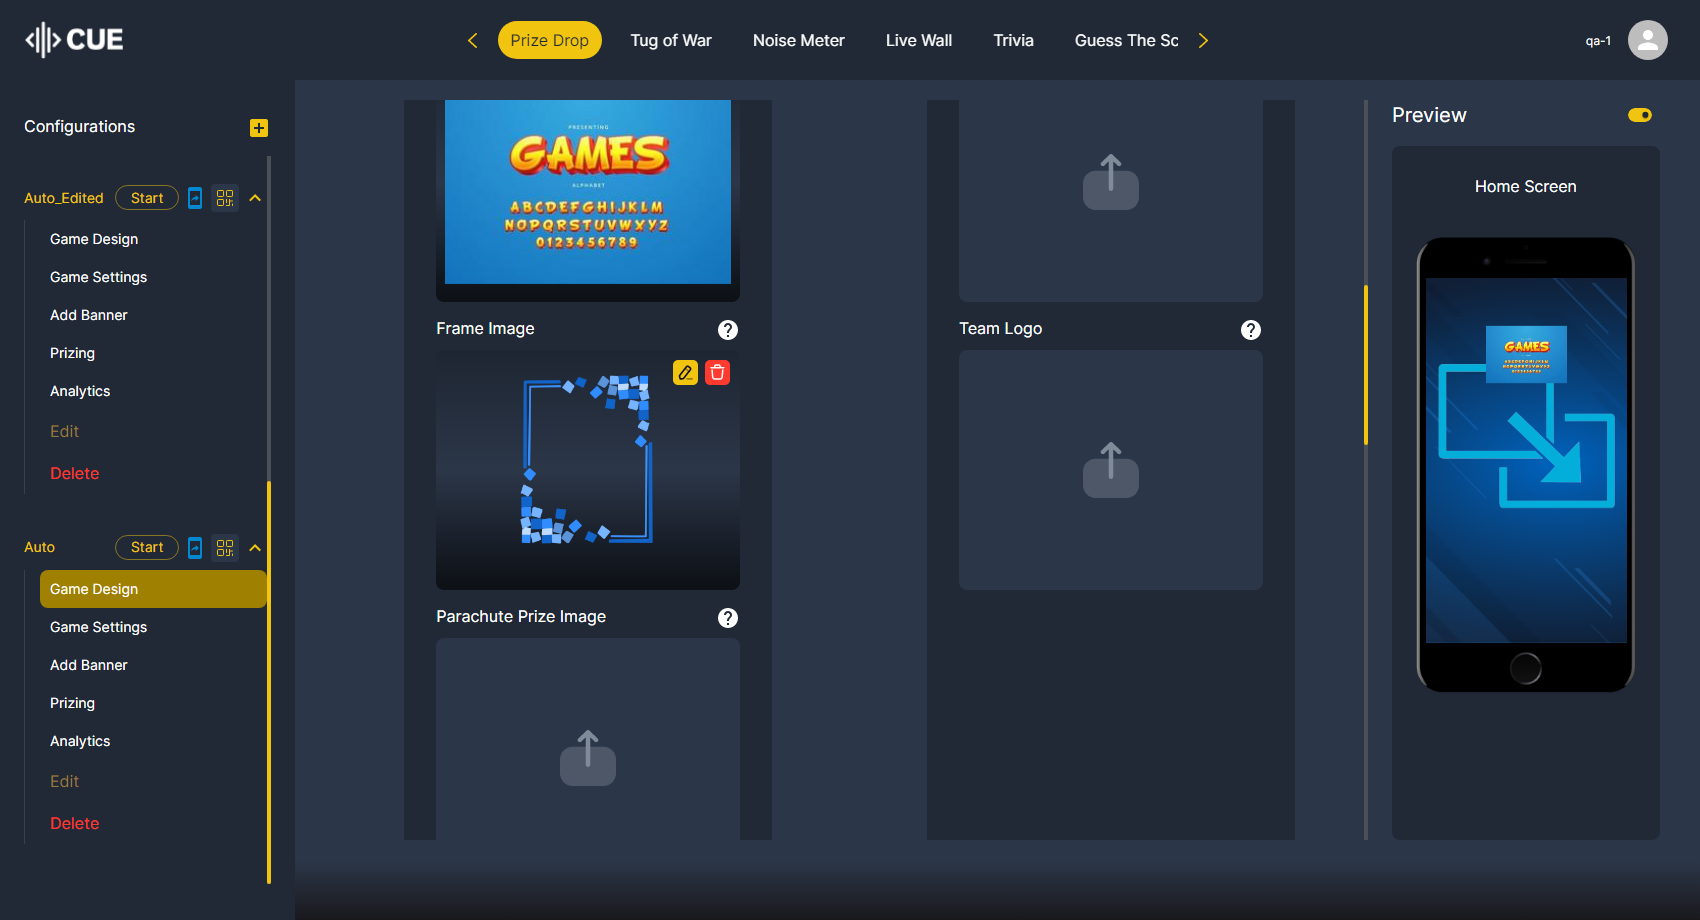 CUE
Prize Drop
Tug of War
Noise Meter
Live Wall
Trivia
Guess The Sc
qa-1
Configurations
Auto_Edited
Start
Game Design
Game Settings
Add Banner
Prizing
Analytics
Edit
Delete
Auto
Start
Game Design
Game Settings
Add Banner
Prizing
Analytics
Edit
Delete
PRESENTING
GAMES
ALPHABET
ABCDEFGHIJKLM
NOPQRSTUVWXYZ
0123456789
Frame Image
?
Parachute Prize Image
?
Team Logo
?
Preview
Home Screen
GAMES
ABCDEFGHIJKLM
NOPQRSTUVWXYZ
0123456789